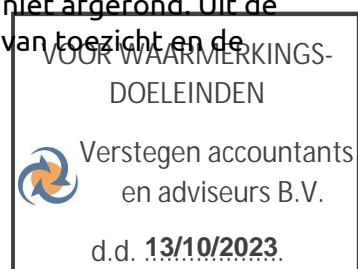 niet afgerond. Uit de
van toezicht en de
VOOR WAARMERKINGS-
DOELEINDEN
Verstegen accountants
en adviseurs B.V.
d.d. 13/10/2023.